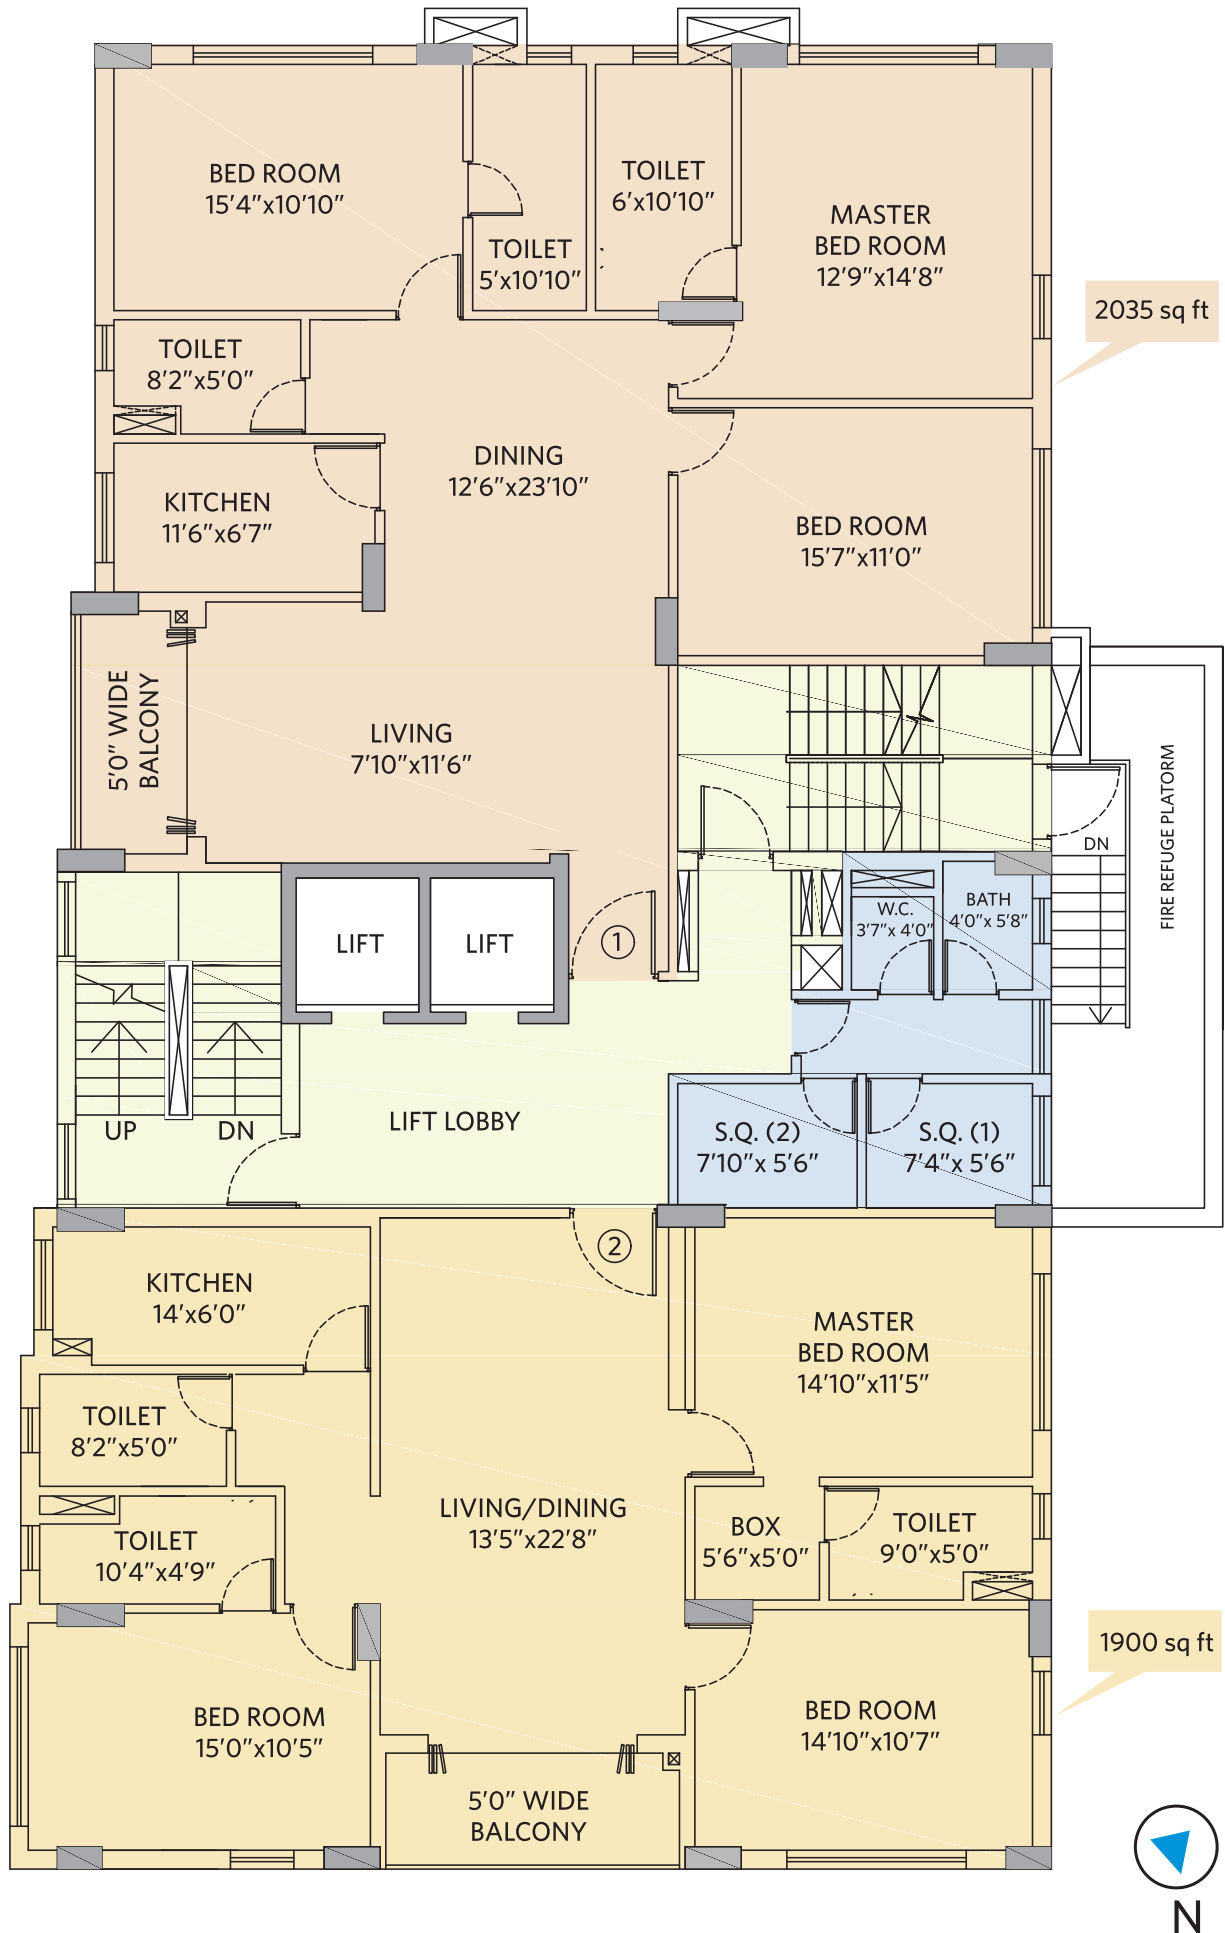 BED ROOM
15'4"x10'10"
TOILET
5'x10'10"
TOILET
6'x10'10"
MASTER
BED ROOM
12'9"x14'8"
2035 sq ft
TOILET
8'2"x5'0"
DINING
12'6"x23'10"
KITCHEN
11'6"x6'7"
BED ROOM
15'7"x11'0"
5'0" WIDE
BALCONY
LIVING
7'10"x11'6"
FIRE REFUGE PLATORM
DN
LIFT
LIFT
1
W.C.
3'7"x 4'0"
BATH
4'0"x 5'8"
UP
DN
LIFT LOBBY
S.Q. (2)
7'10"x 5'6"
S.Q. (1)
7'4"x 5'6"
2
KITCHEN
14'x6'0"
MASTER
BED ROOM
14'10"x11'5"
TOILET
8'2"x5'0"
LIVING/DINING
13'5"x22'8"
TOILET
10'4"x4'9"
BOX
5'6"x5'0"
TOILET
9'0"x5'0"
1900 sq ft
BED ROOM
15'0"x10'5"
BED ROOM
14'10"x10'7"
5'0" WIDE
BALCONY
N